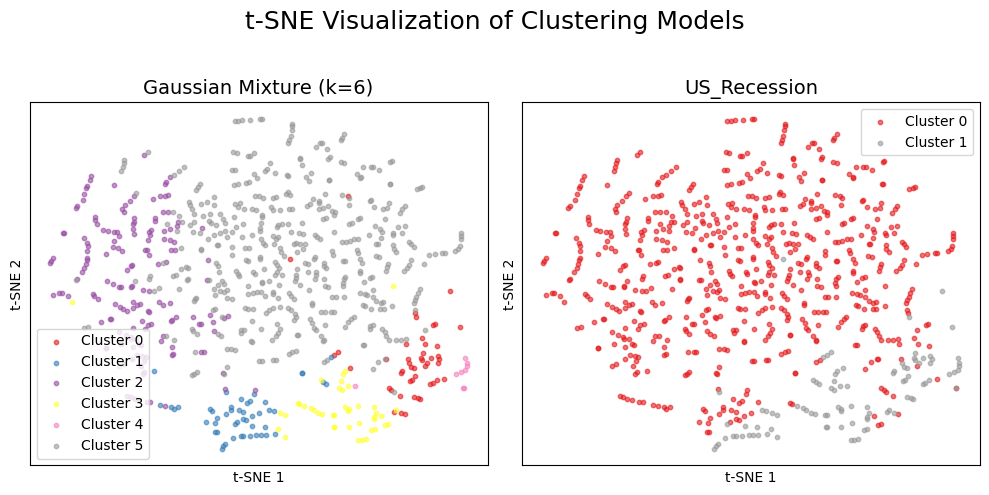 t-SNE Visualization of Clustering Models
Gaussian Mixture (k=6)
t-SNE 2
Cluster 0
Cluster 1
Cluster 2
Cluster 3
Cluster 4
Cluster 5
t-SNE 1
US_Recession
t-SNE 2
Cluster 0
Cluster 1
t-SNE 1